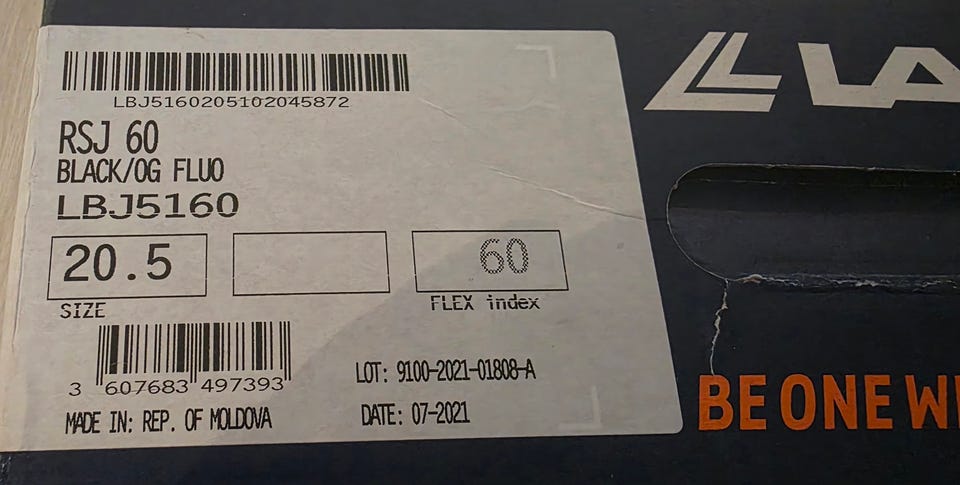 LBJ5160205102045872
RSJ 60
BLACK/OG FLUO
LBJ5160
20.5
60
SIZE
FLEX index
3 607683 497393
LOT: 9100-2021-01808-A
MADE IN: REP. OF MOLDOVA
DATE: 07-2021
LA
BE ONE W